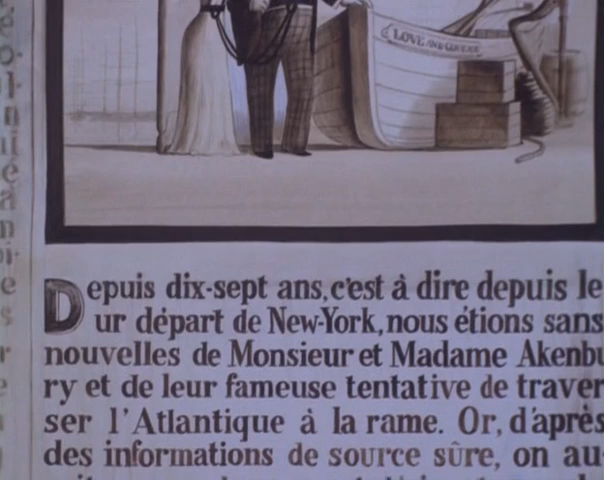 LOVE AND COURAGE
Depuis dix-sept ans, c'est à dire depuis le
ur départ de New-York, nous étions sans
nouvelles de Monsieur et Madame Akenbu
ry et de leur fameuse tentative de traver
ser l'Atlantique à la rame. Or, d'après
des informations de source sûre, on au-